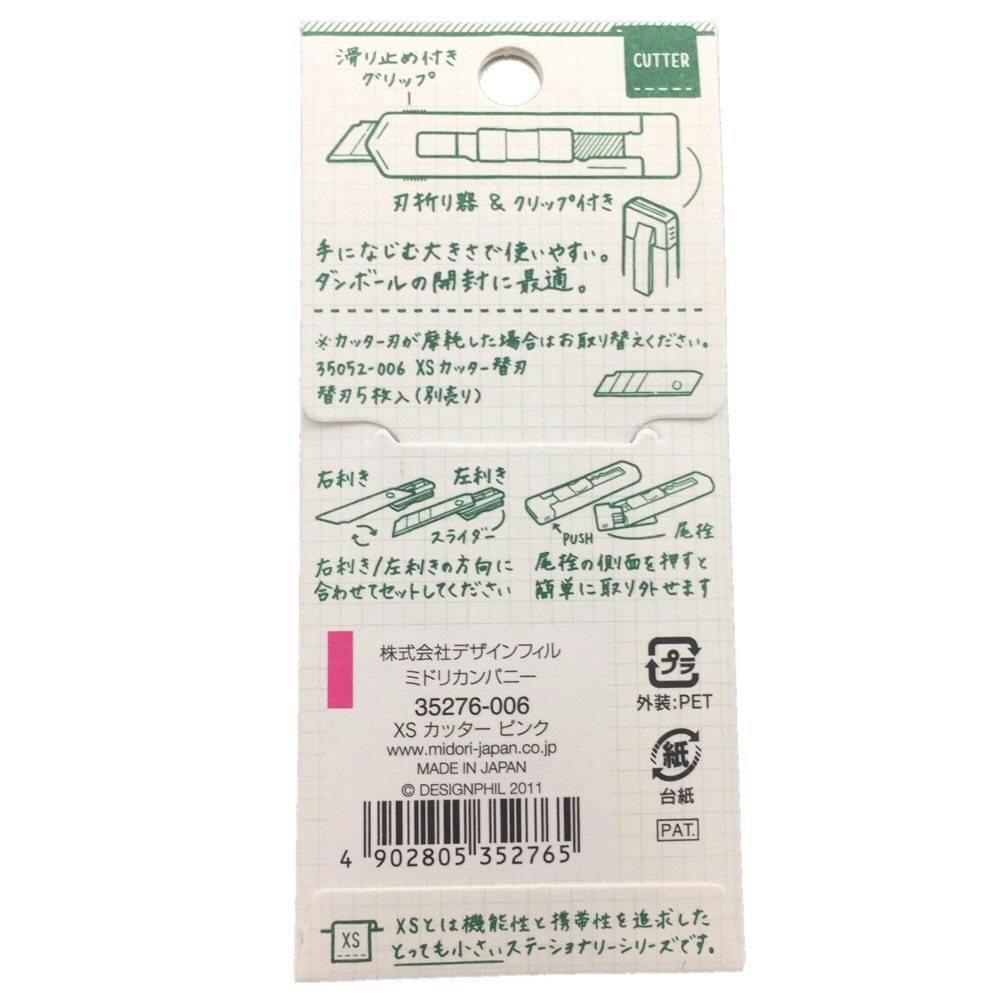 CUTTER
滑り止め付き
グリップ
刃折り器 & クリップ付き
手になじむ大きさで使いやすい。
ダンボールの開封に最適。
※カッター刃が摩耗した場合はお取り替えください。
35052-006 XSカッター替刃
替刃5枚入(別売り)
右利き
左利き
スライダー
右利き/左利きの方向に
合わせてセットしてください
PUSH
尾栓
尾栓の側面を押すと
簡単に取り外せます
株式会社デザインフィル
ミドリカンパニー
35276-006
XS カッター ピンク
www.midori-japan.co.jp
MADE IN JAPAN
© DESIGNPHIL 2011
4 902805 352765
プラ
外装:PET
紙
台紙
PAT.
XS
XSとは機能性と携帯性を追求した
とっても小さいステーショナリーシリーズです。